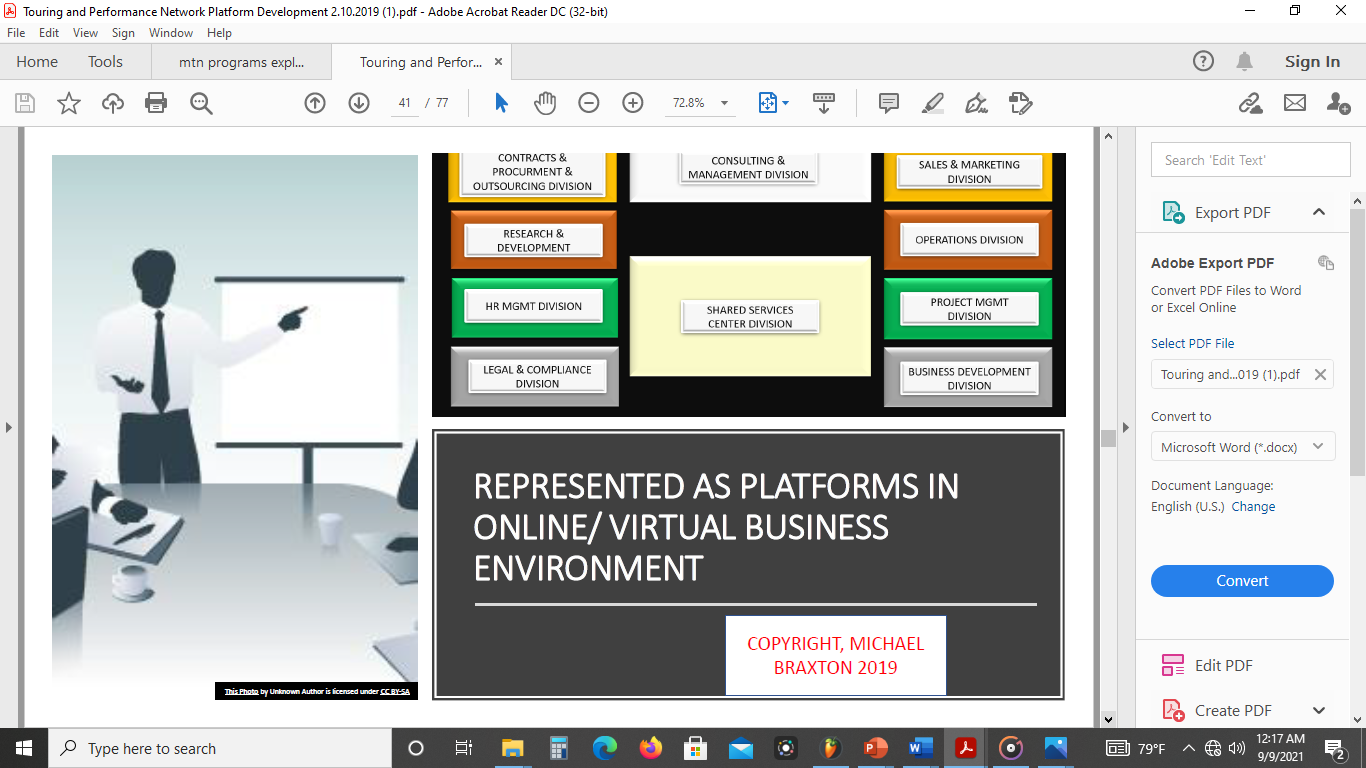 Touring and Performance Network Platform Development 2.10.2019 (1).pdf - Adobe Acrobat Reader DC (32-bit)
File Edit View Sign Window Help
Home Tools mtn programs expl... Touring and Perfor... × Sign In
41 / 77 72.8%
CONTRACTS &
PROCURMENT &
OUTSOURCING DIVISION
CONSULTING &
MANAGEMENT DIVISION
SALES & MARKETING
DIVISION
RESEARCH &
DEVELOPMENT
OPERATIONS DIVISION
HR MGMT DIVISION
SHARED SERVICES
CENTER DIVISION
PROJECT MGMT
DIVISION
LEGAL & COMPLIANCE
DIVISION
BUSINESS DEVELOPMENT
DIVISION
REPRESENTED AS PLATFORMS IN
ONLINE/ VIRTUAL BUSINESS
ENVIRONMENT
COPYRIGHT, MICHAEL
BRAXTON 2019
This Photo by Unknown Author is licensed under CC BY-SA
Search 'Edit Text'
Export PDF
Adobe Export PDF
Convert PDF Files to Word
or Excel Online
Select PDF File
Touring and...019 (1).pdf
Convert to
Microsoft Word (*.docx)
Document Language:
English (U.S.) Change
Convert
Edit PDF
Create PDF
Type here to search
79°F
12:17 AM
9/9/2021
2